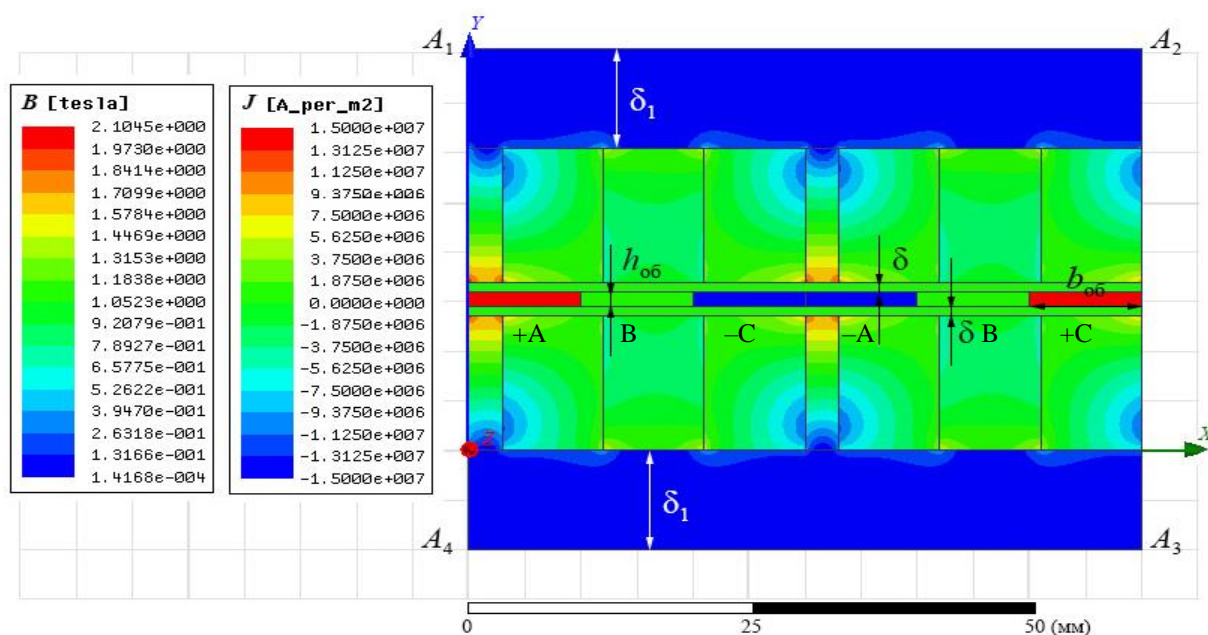 Y
A₁
A₂
B [tesla]
2.1045e+000
1.9730e+000
1.8414e+000
1.7099e+000
1.5784e+000
1.4469e+000
1.3153e+000
1.1838e+000
1.0523e+000
9.2079e-001
7.8927e-001
6.5775e-001
5.2622e-001
3.9470e-001
2.6318e-001
1.3166e-001
1.4168e-004
J [A_per_m2]
1.5000e+007
1.3125e+007
1.1250e+007
9.3750e+006
7.5000e+006
5.6250e+006
3.7500e+006
1.8750e+006
0.0000e+000
-1.8750e+006
-3.7500e+006
-5.6250e+006
-7.5000e+006
-9.3750e+006
-1.1250e+007
-1.3125e+007
-1.5000e+007
δ₁
hоб
δ
bоб
+A
B
–C
–A
δ
B
+C
Z
X
δ₁
A₄
A₃
0
25
50 (мм)